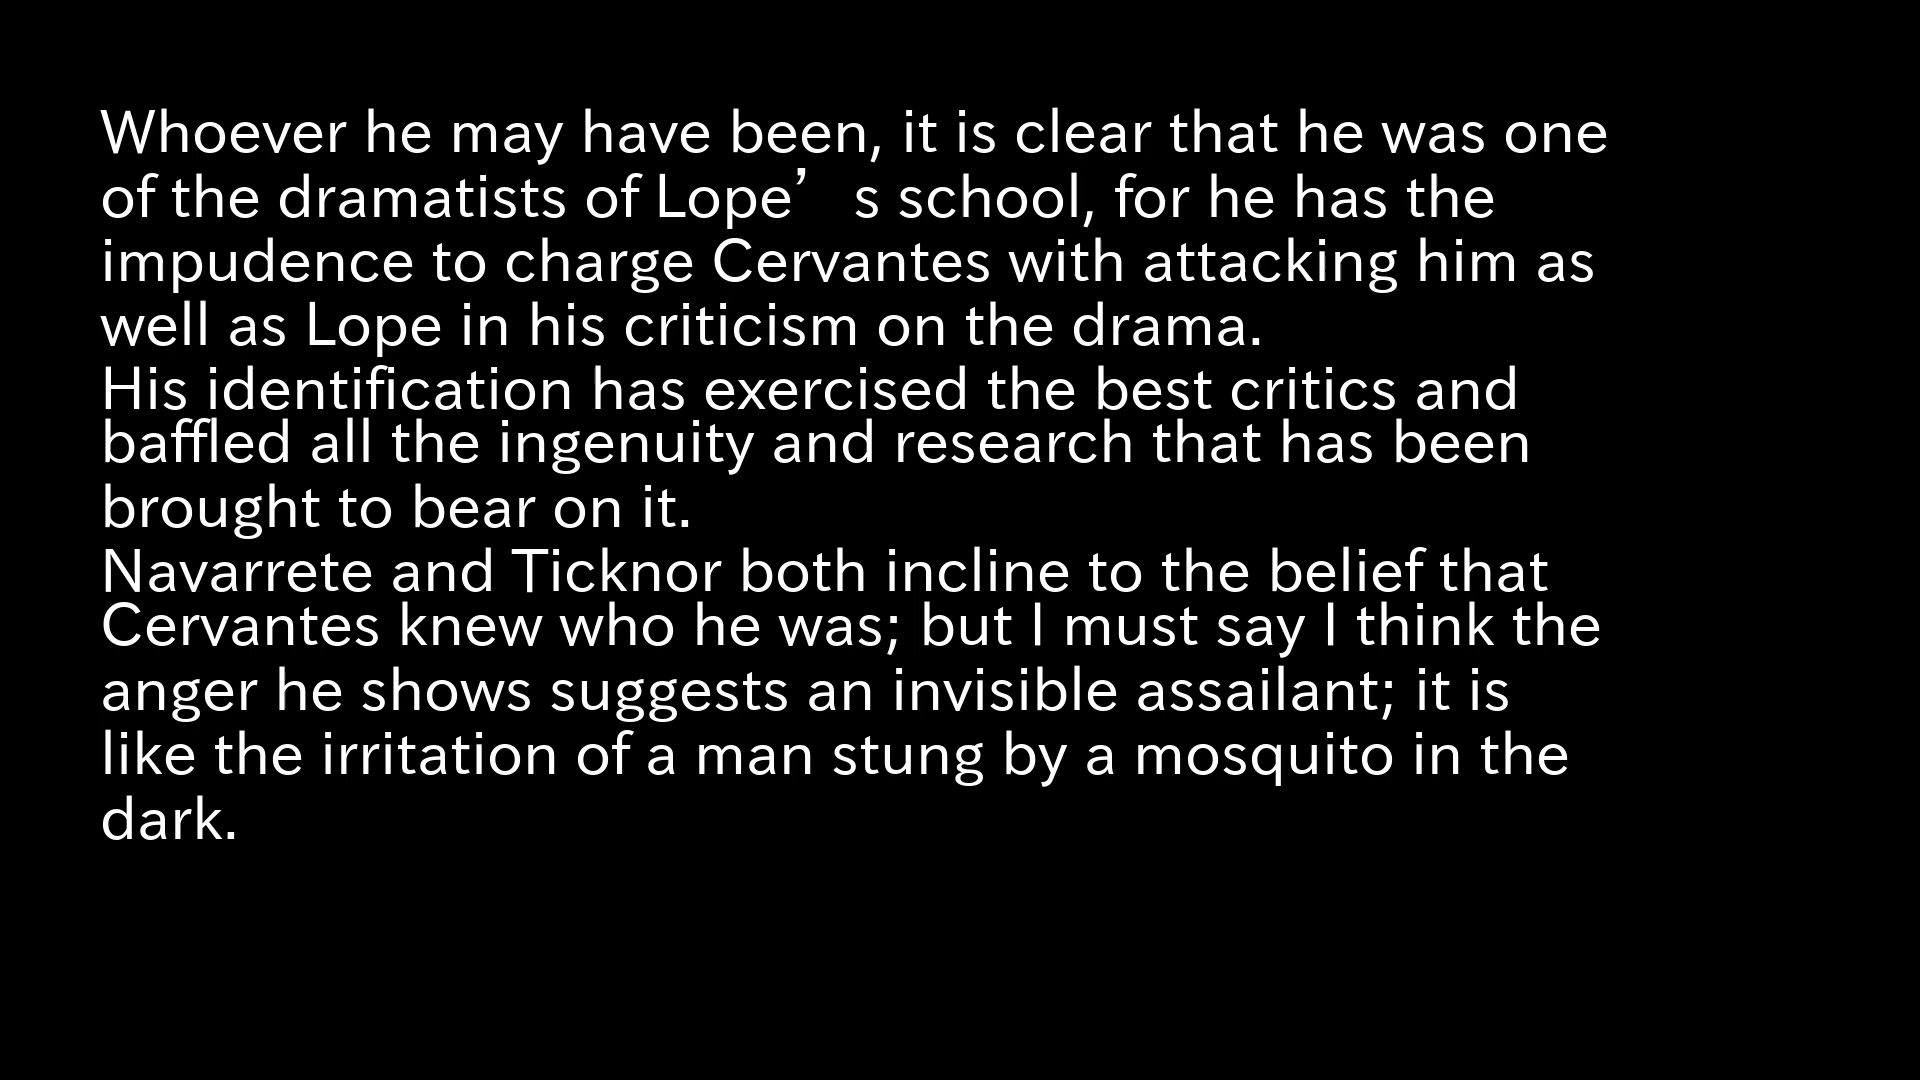 Whoever he may have been, it is clear that he was one
of the dramatists of Lope’s school, for he has the
impudence to charge Cervantes with attacking him as
well as Lope in his criticism on the drama.
His identification has exercised the best critics and
baffled all the ingenuity and research that has been
brought to bear on it.
Navarrete and Ticknor both incline to the belief that
Cervantes knew who he was; but I must say I think the
anger he shows suggests an invisible assailant; it is
like the irritation of a man stung by a mosquito in the
dark.